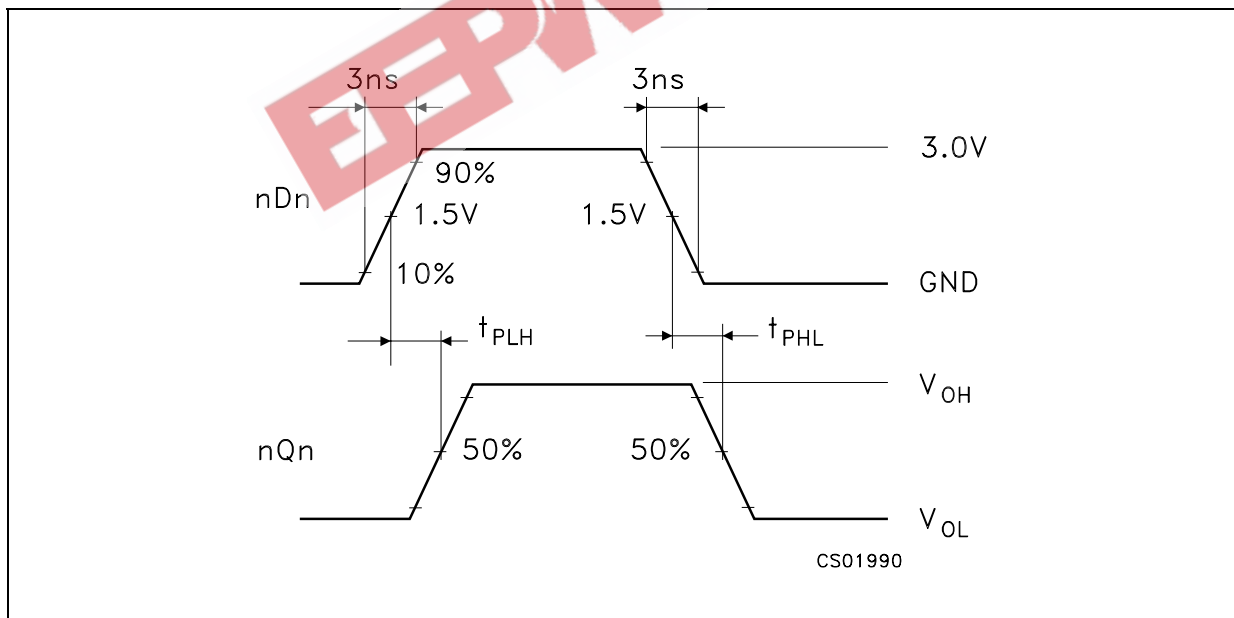 3ns
3ns
3.0V
90%
nDn
1.5V
1.5V
10%
GND
tPLH
tPHL
VOH
nQn
50%
50%
VOL
CS01990